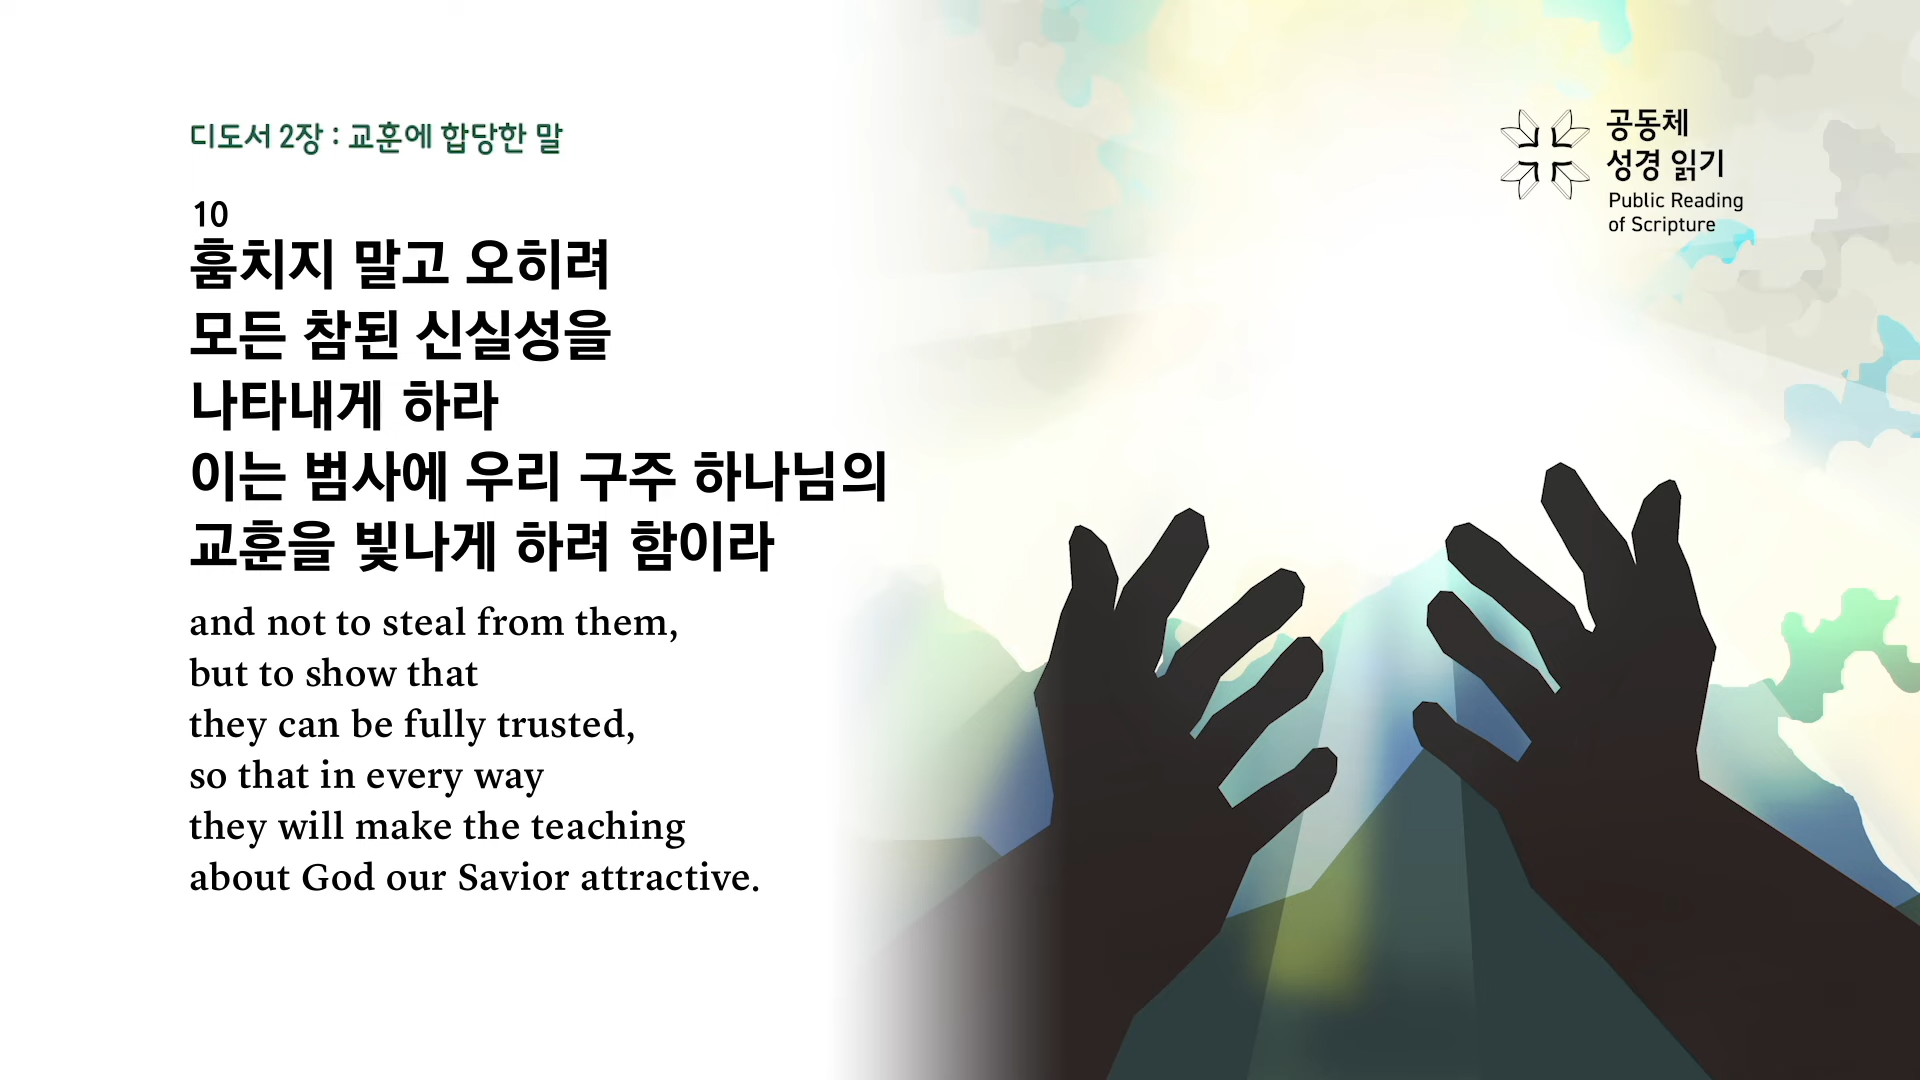 디도서 2장 : 교훈에 합당한 말
10
훔치지 말고 오히려
모든 참된 신실성을
나타내게 하라
이는 범사에 우리 구주 하나님의
교훈을 빛나게 하려 함이라
and not to steal from them,
but to show that
they can be fully trusted,
so that in every way
they will make the teaching
about God our Savior attractive.
공동체
성경 읽기
Public Reading
of Scripture